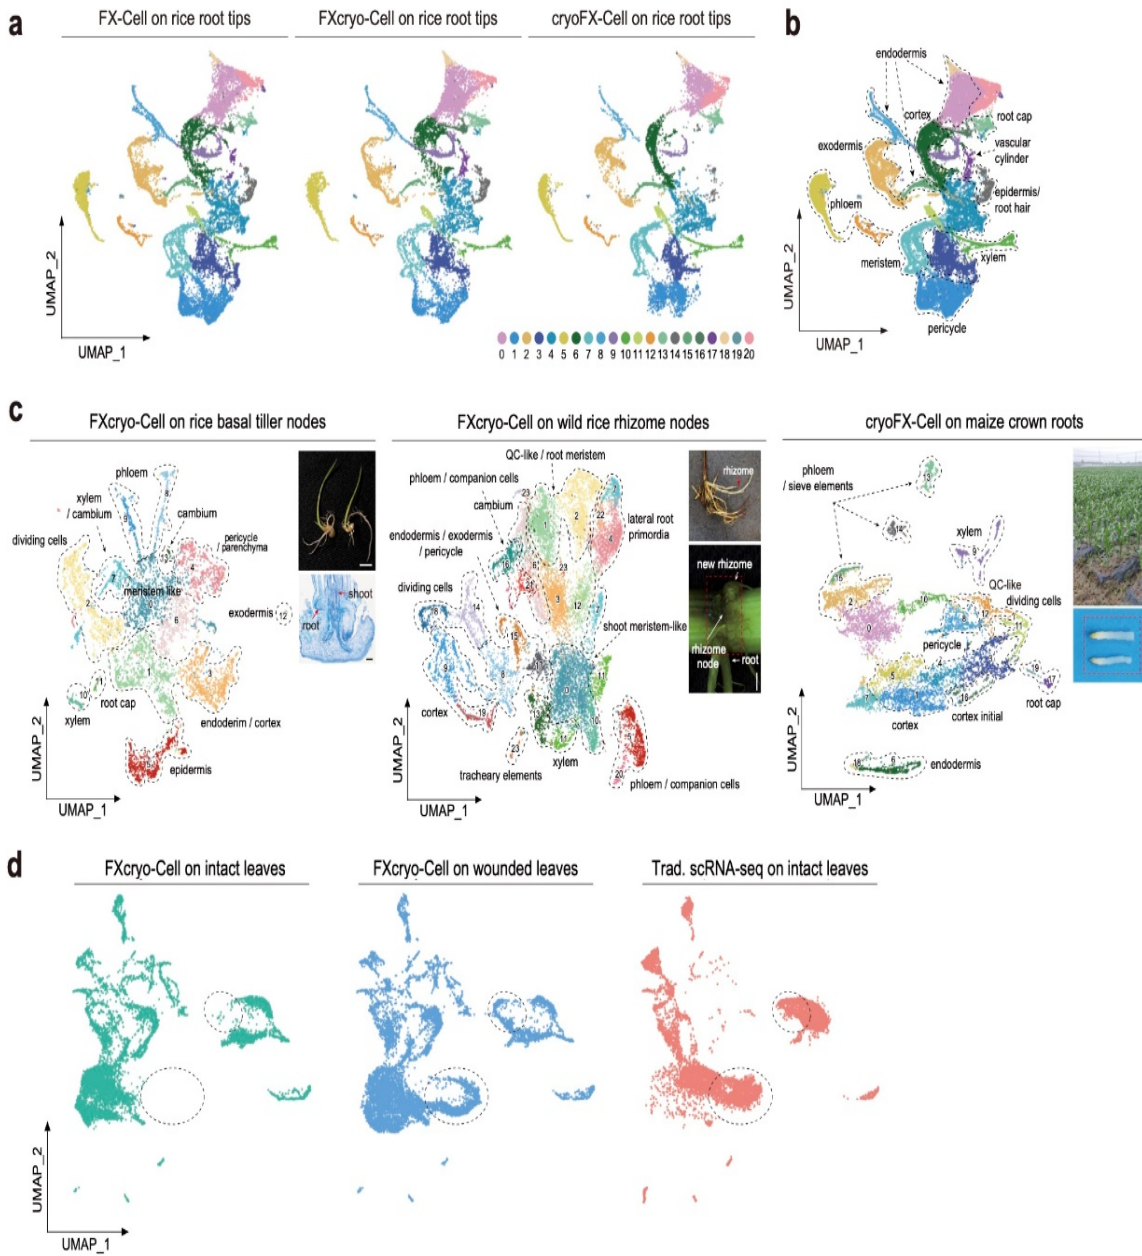 a
FX-Cell on rice root tips
FXcryo-Cell on rice root tips
cryoFX-Cell on rice root tips
UMAP_2
UMAP_1
0 1 2 3 4 5 6 7 8 9 10 11 12 13 14 15 16 17 18 19 20
b
endodermis
cortex
root cap
vascular
cylinder
exodermis
epidermis/
root hair
phloem
meristem
xylem
pericycle
UMAP_2
UMAP_1
c
FXcryo-Cell on rice basal tiller nodes
phloem
xylem
/ cambium
cambium
dividing cells
pericycle
parenchyma
meristem like
exodermis
root cap
xylem
endoderim / cortex
epidermis
shoot
root
UMAP_2
UMAP_1
FXcryo-Cell on wild rice rhizome nodes
QC-like / root meristem
phloem / companion cells
cambium
lateral root
primordia
endodermis / exodermis
/ pericycle
dividing cells
shoot meristem-like
cortex
xylem
tracheary elements
phloem / companion cells
rhizome
new rhizome
rhizome
node
root
UMAP_2
UMAP_1
cryoFX-Cell on maize crown roots
phloem
/ sieve elements
xylem
QC-like
dividing cells
pericycle
root cap
cortex
cortex initial
endodermis
UMAP_2
UMAP_1
d
FXcryo-Cell on intact leaves
FXcryo-Cell on wounded leaves
Trad. scRNA-seq on intact leaves
UMAP_2
UMAP_1